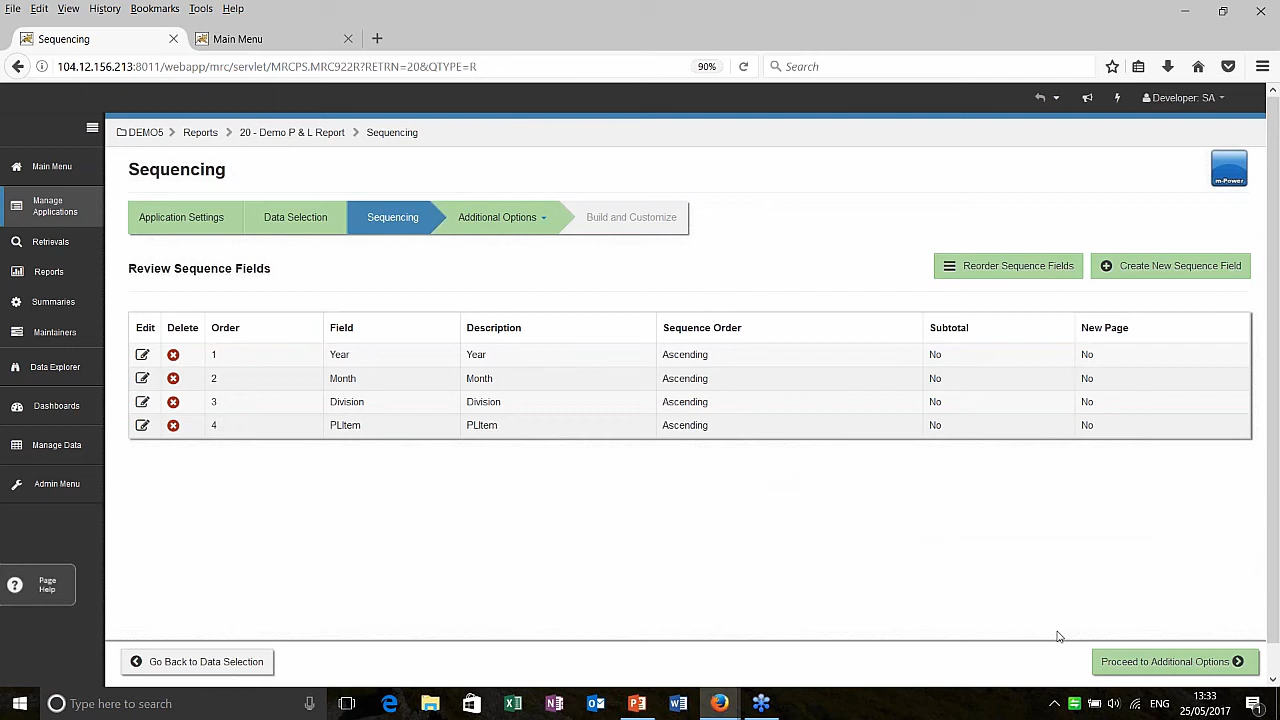 File Edit View History Bookmarks Tools Help
Sequencing Main Menu
104.12.156.213:8011/webapp/mrc/servlet/MRCPS.MRC922R?RETRN=20&QTYPE=R 90% Search
Developer: SA
DEMO5 Reports 20 - Demo P & L Report Sequencing
Sequencing
m-Power
Main Menu
Manage Applications
Retrievals
Reports
Summaries
Maintainers
Data Explorer
Dashboards
Manage Data
Admin Menu
Page Help
Application Settings Data Selection Sequencing Additional Options Build and Customize
Review Sequence Fields
Reorder Sequence Fields Create New Sequence Field
Edit Delete Order Field Description Sequence Order Subtotal New Page
1 Year Year Ascending No No
2 Month Month Ascending No No
3 Division Division Ascending No No
4 PLItem PLItem Ascending No No
Go Back to Data Selection Proceed to Additional Options
Type here to search
ENG 13:33
25/05/2017